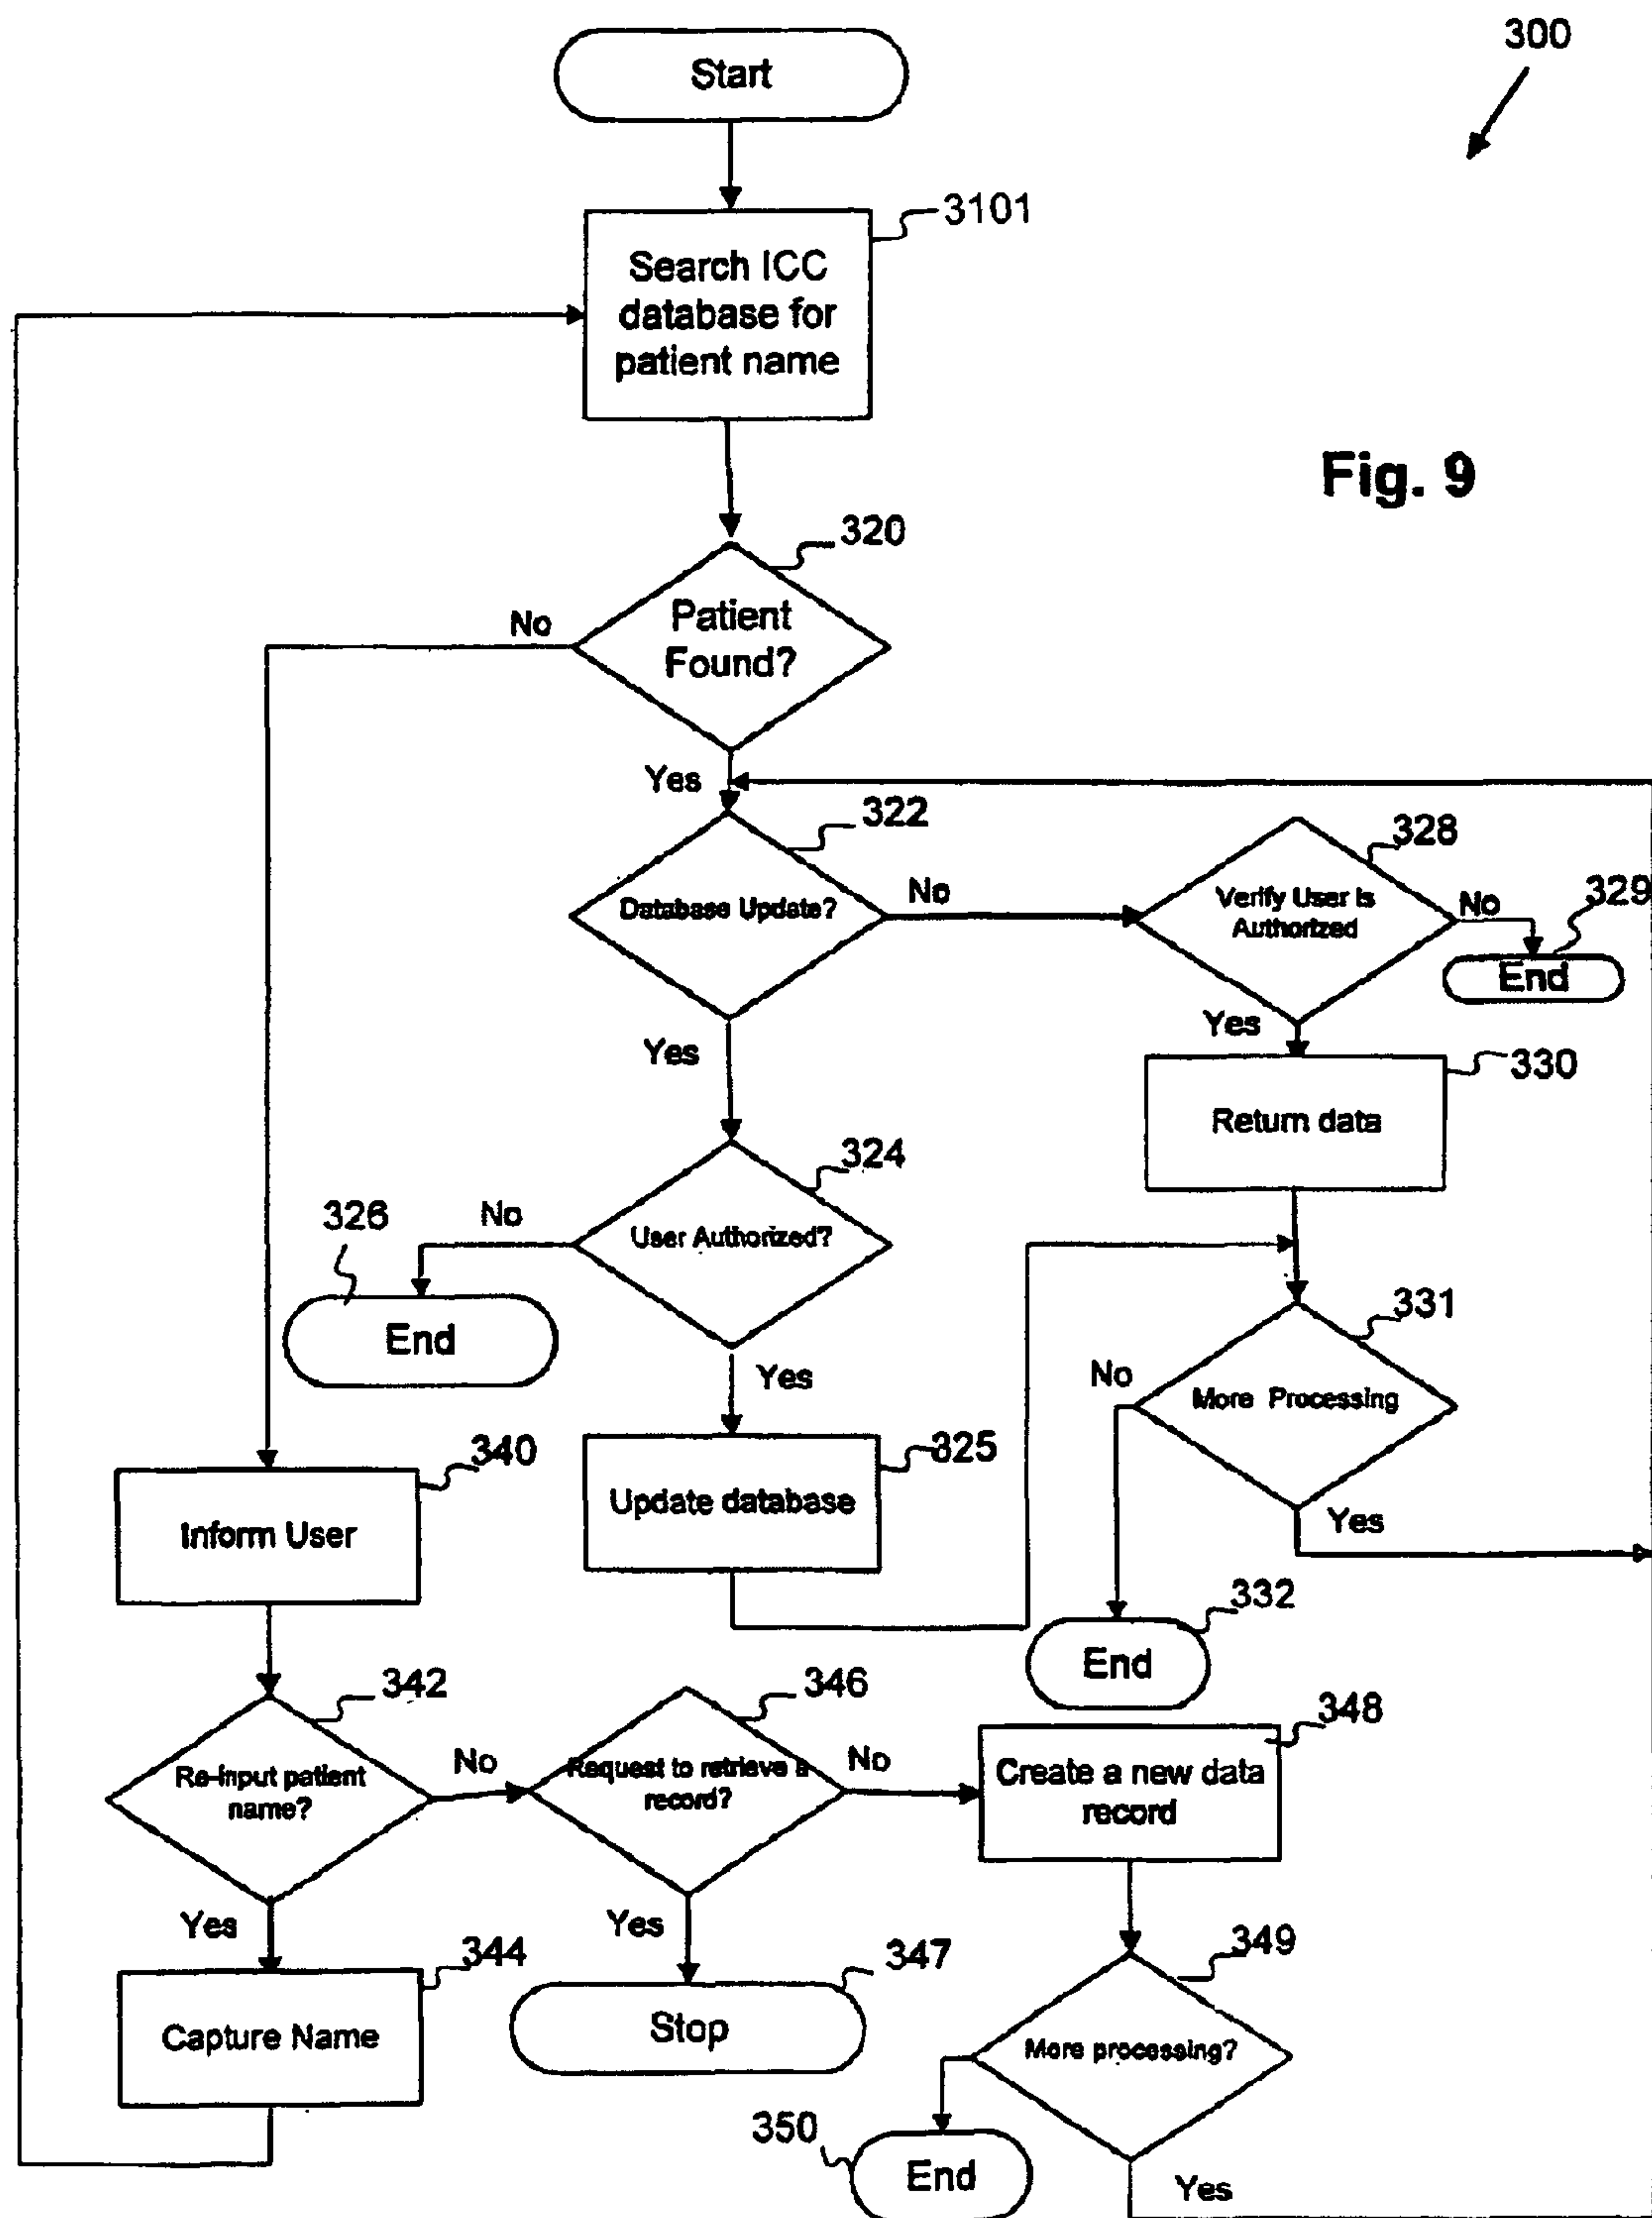 300
Start
3101
Search ICC
database for
patient name
Fig. 9
320
No
Patient
Found?
Yes
322
328
Database Update?
No
Verify User is
Authorized
No
329
End
Yes
Yes
330
Return data
324
326
No
User Authorized?
331
End
Yes
No
More Processing
340
325
Update database
Inform User
Yes
332
End
342
346
348
Re-input patient
name?
No
Request to retrieve a
record?
No
Create a new data
record
Yes
Yes
344
347
349
Capture Name
Stop
More processing?
350
End
Yes